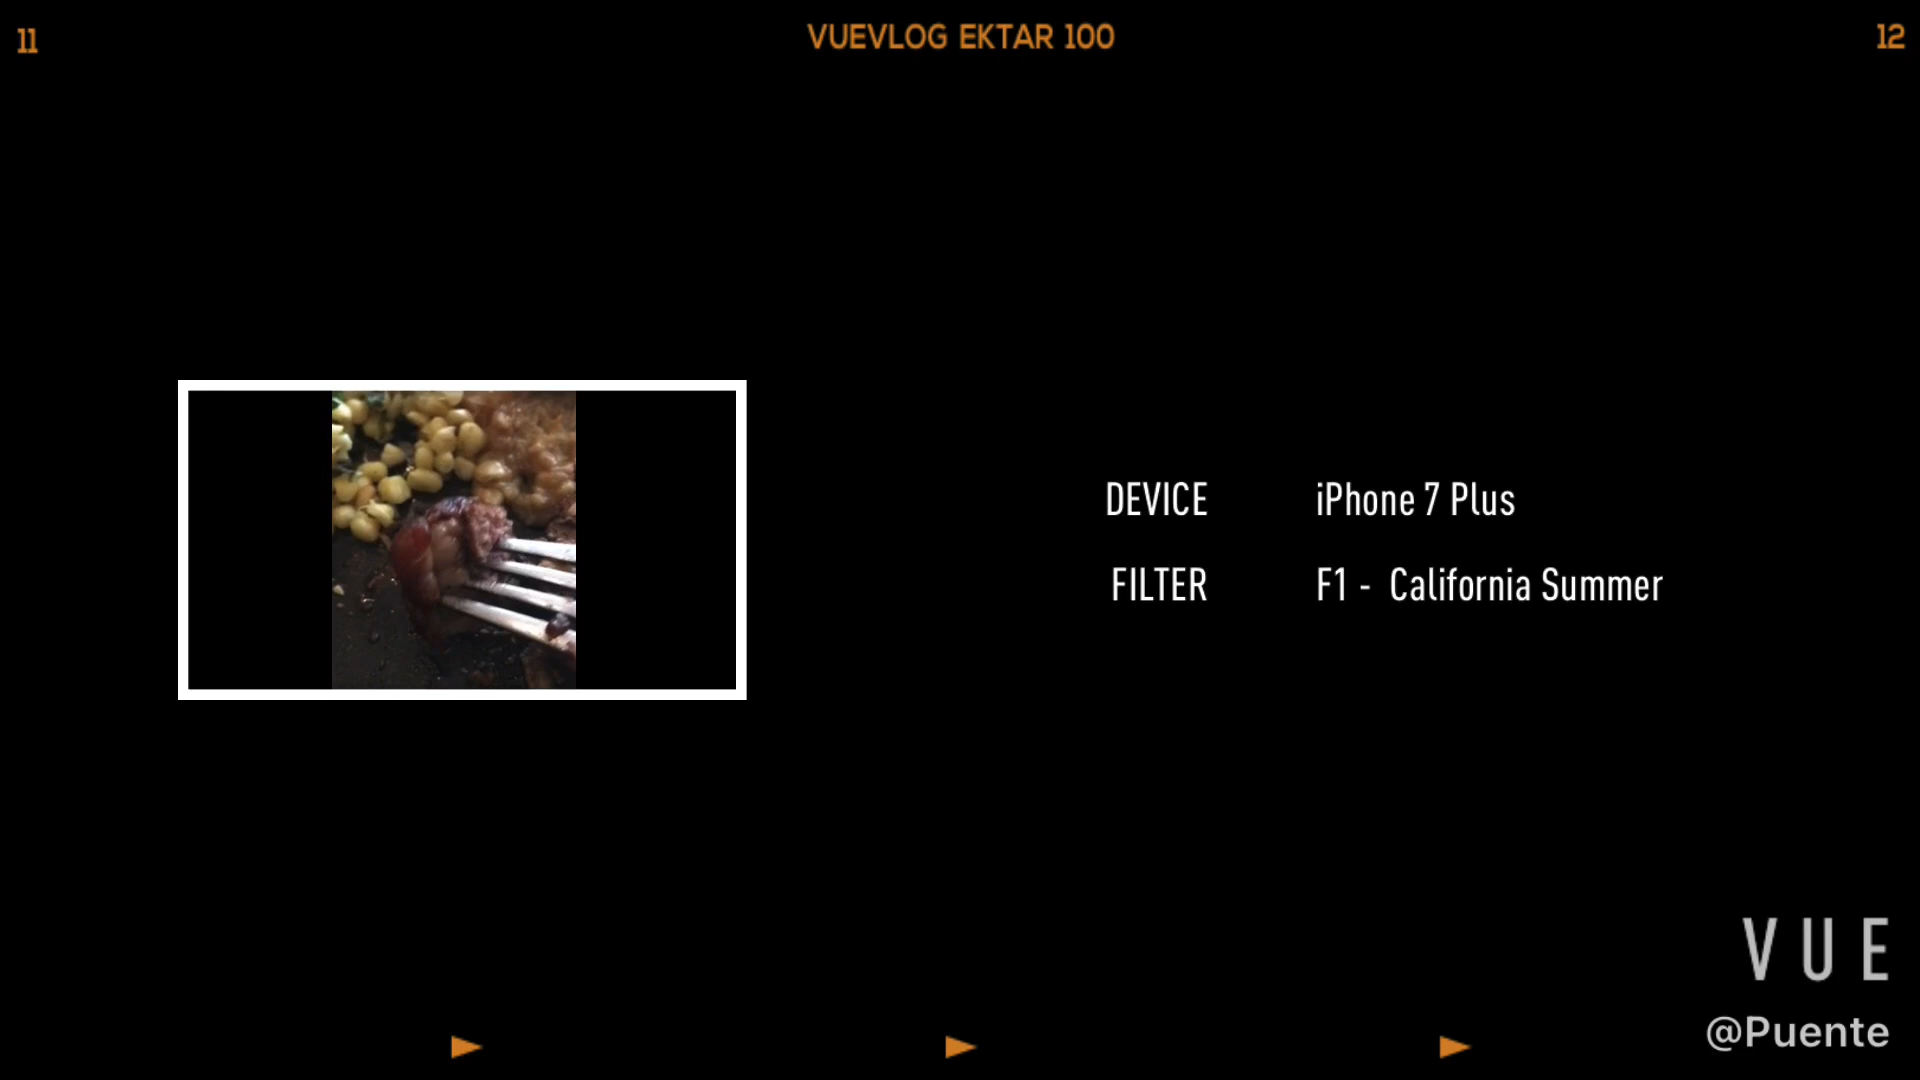 11
VUEVLOG EKTAR 100
12
DEVICE iPhone 7 Plus
FILTER F1 - California Summer
VUE
@Puente